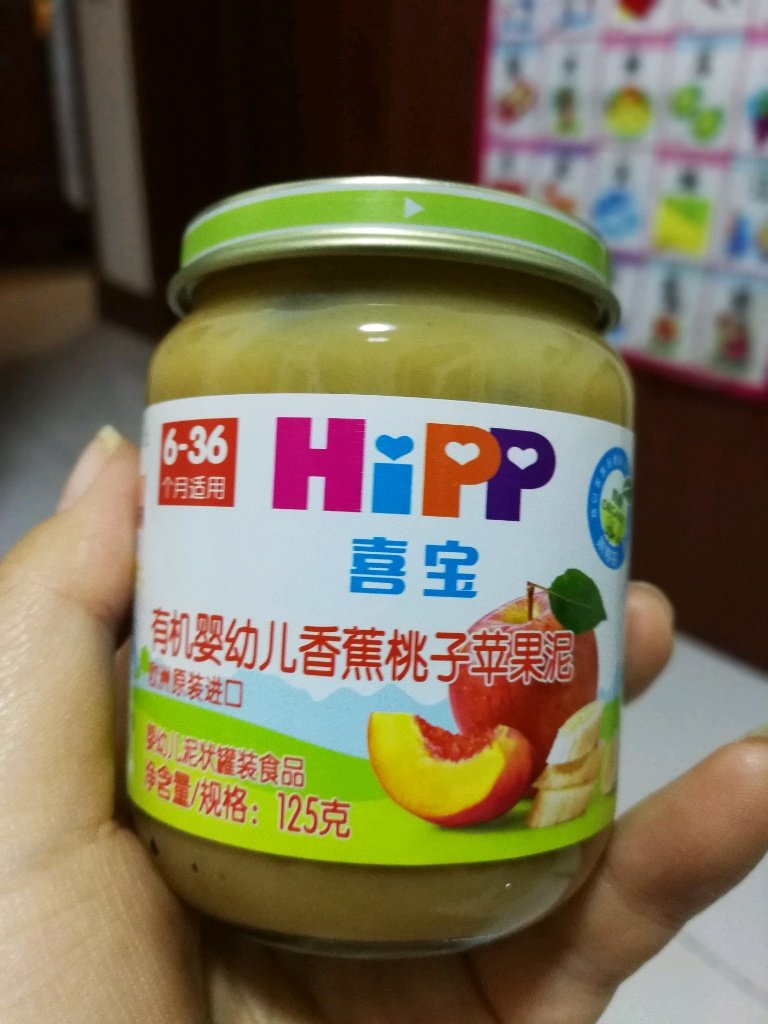 6-36
个月适用
HiPP
喜宝
有机婴幼儿香蕉桃子苹果泥
欧洲原装进口
婴幼儿泥状罐装食品
净含量/规格：125克